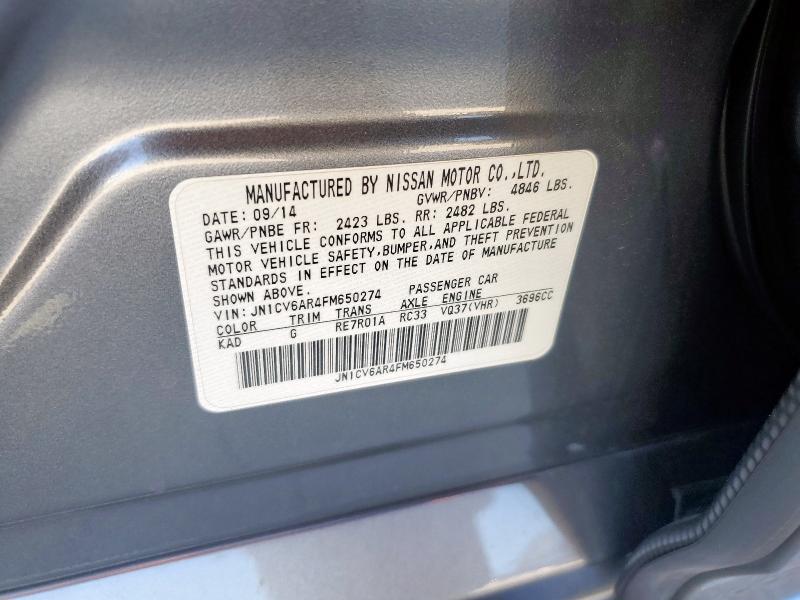 MANUFACTURED BY NISSAN MOTOR CO.,LTD.
DATE: 09/14 GVWR/PNBV: 4846 LBS.
GAWR/PNBE FR: 2423 LBS. RR: 2482 LBS.
THIS VEHICLE CONFORMS TO ALL APPLICABLE FEDERAL
MOTOR VEHICLE SAFETY,BUMPER,AND THEFT PREVENTION
STANDARDS IN EFFECT ON THE DATE OF MANUFACTURE
SHOWN ABOVE.
VIN: JN1CV6AR4FM650274 PASSENGER CAR
COLOR TRIM TRANS AXLE ENGINE
KAD G RE7R01A RC33 VQ37(VHR) 3696CC
JN1CV6AR4FM650274